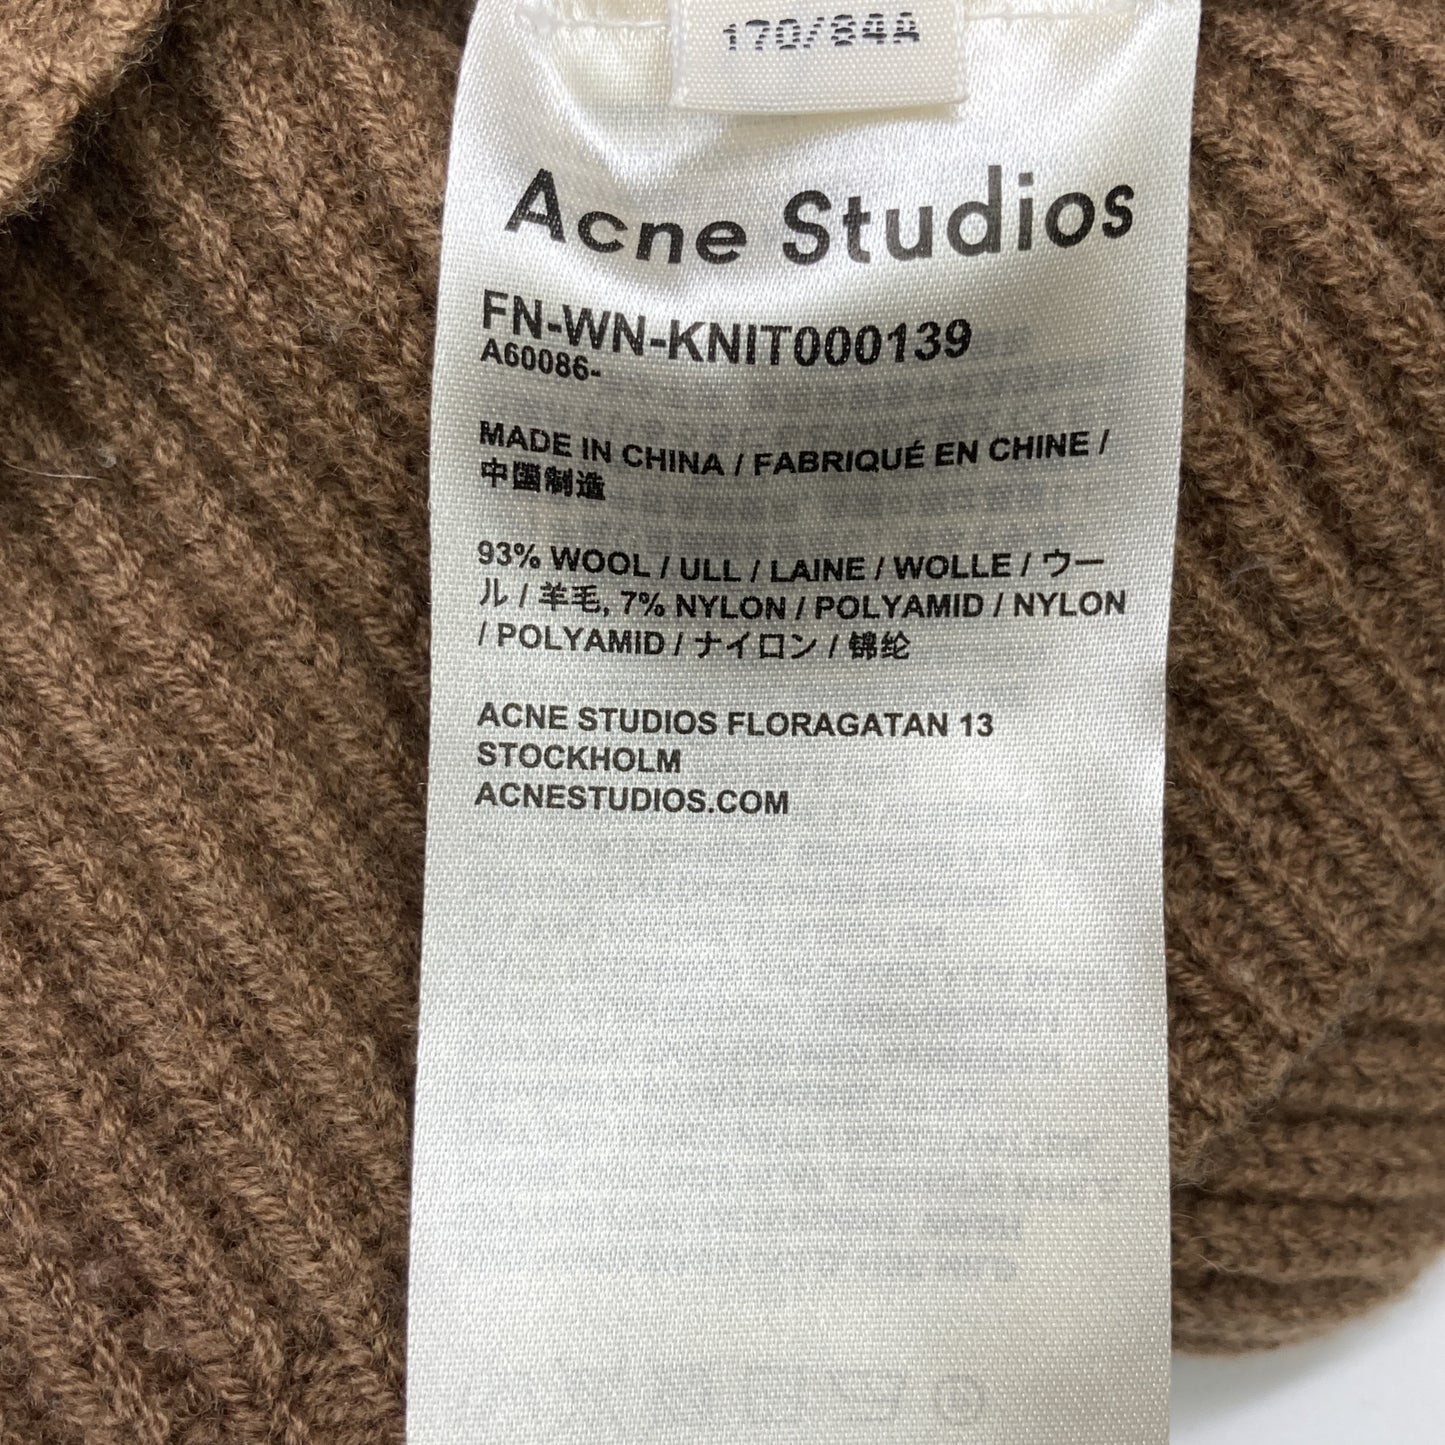 170/84A
Acne Studios
FN-WN-KNIT000139
A60086-
MADE IN CHINA / FABRIQUÉ EN CHINE /
中国制造
93% WOOL / ULL / LAINE / WOLLE / ウー
ル / 羊毛, 7% NYLON / POLYAMID / NYLON
/ POLYAMID / ナイロン / 锦纶
ACNE STUDIOS FLORAGATAN 13
STOCKHOLM
ACNESTUDIOS.COM